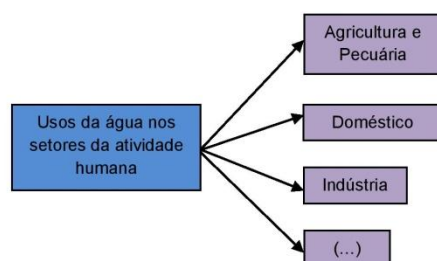 Usos da água nos
setores da atividade
humana
Agricultura e
Pecuária
Doméstico
Indústria
(...)